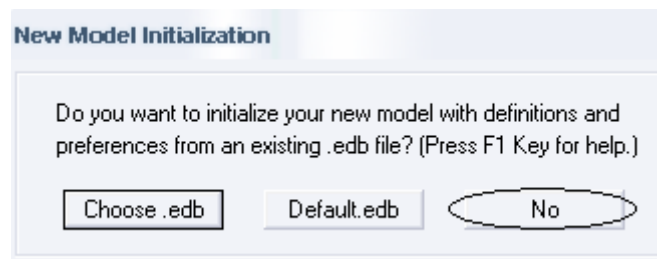 New Model Initialization
Do you want to initialize your new model with definitions and
preferences from an existing .edb file? (Press F1 Key for help.)
Choose .edb Default.edb No